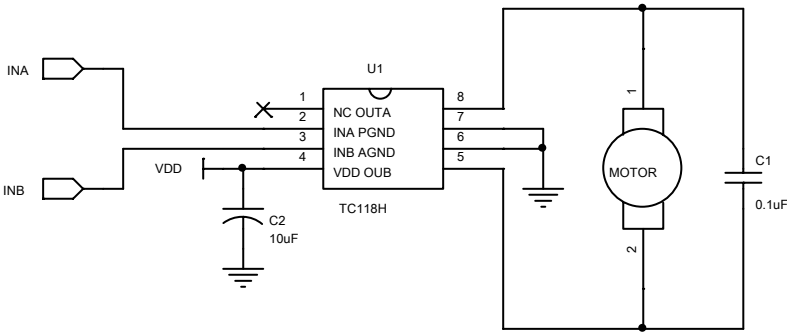 U1
INA
1
8
NC OUTA
2
7
INA PGND
3
6
INB AGND
4
5
VDD
VDD OUB
INB
TC118H
C2
10uF
1
MOTOR
2
C1
0.1uF